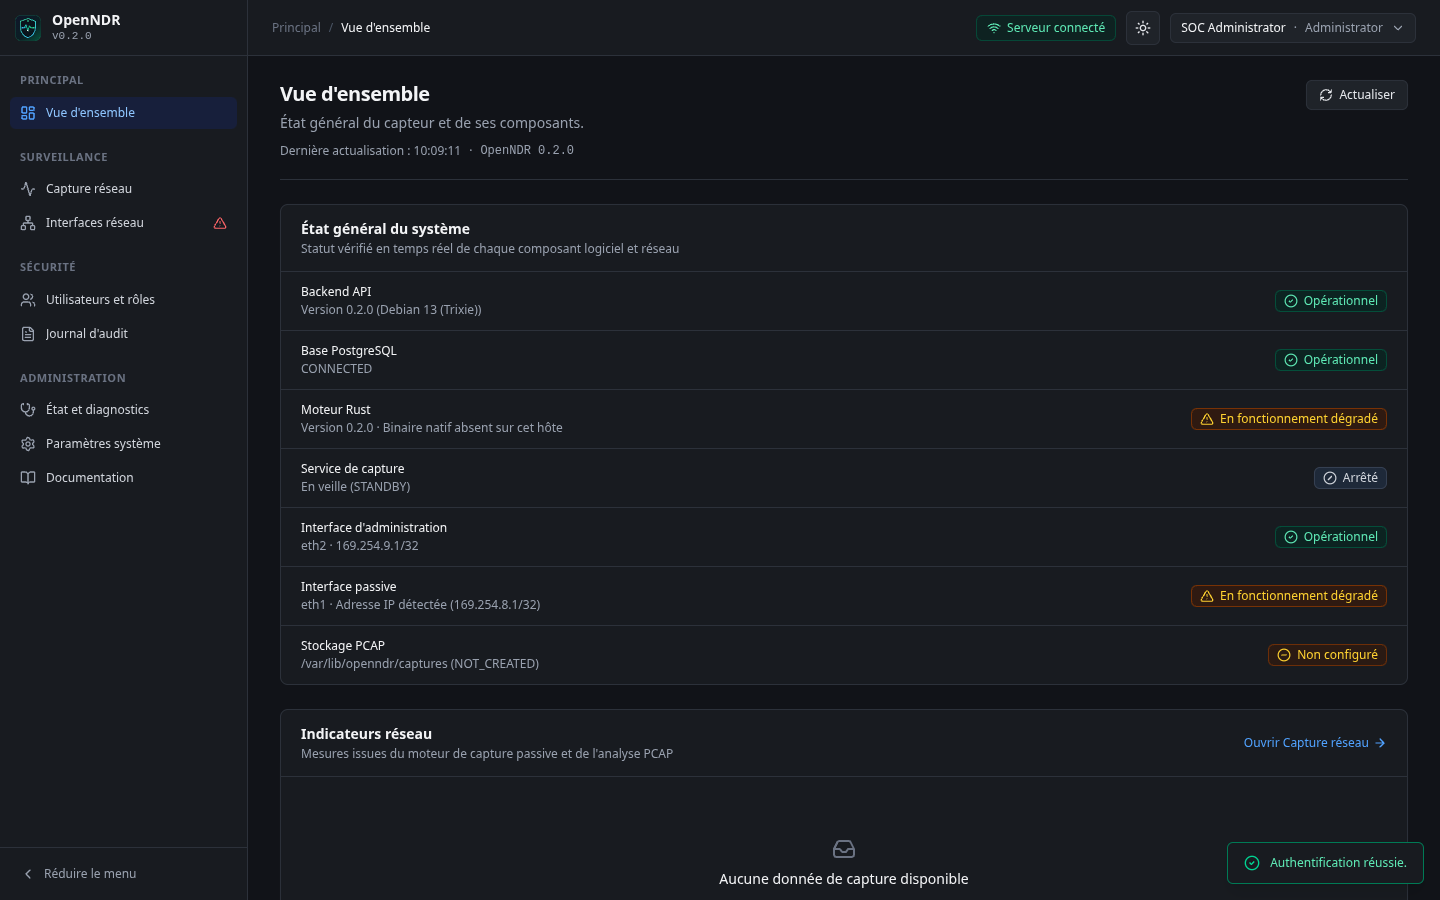 OpenNDR
v0.2.0
PRINCIPAL
Vue d'ensemble
SURVEILLANCE
Capture réseau
Interfaces réseau
SÉCURITÉ
Utilisateurs et rôles
Journal d'audit
ADMINISTRATION
État et diagnostics
Paramètres système
Documentation
Réduire le menu
Principal / Vue d'ensemble
Serveur connecté
SOC Administrator · Administrator
Vue d'ensemble
Actualiser
État général du capteur et de ses composants.
Dernière actualisation : 10:09:11 · OpenNDR 0.2.0
État général du système
Statut vérifié en temps réel de chaque composant logiciel et réseau
Backend API
Version 0.2.0 (Debian 13 (Trixie))
Opérationnel
Base PostgreSQL
CONNECTED
Opérationnel
Moteur Rust
Version 0.2.0 · Binaire natif absent sur cet hôte
En fonctionnement dégradé
Service de capture
En veille (STANDBY)
Arrêté
Interface d'administration
eth2 · 169.254.9.1/32
Opérationnel
Interface passive
eth1 · Adresse IP détectée (169.254.8.1/32)
En fonctionnement dégradé
Stockage PCAP
/var/lib/openndr/captures (NOT_CREATED)
Non configuré
Indicateurs réseau
Mesures issues du moteur de capture passive et de l'analyse PCAP
Ouvrir Capture réseau
Aucune donnée de capture disponible
Authentification réussie.